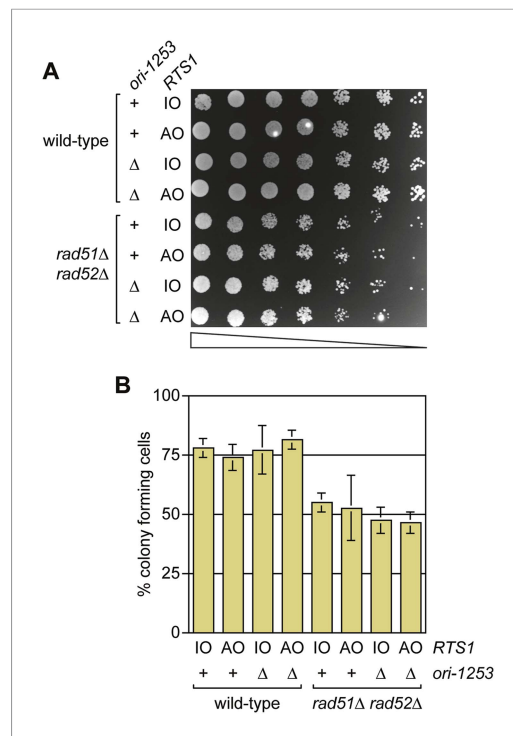 A
ori-1253
RTS1
+ IO
+ AO
wild-type
Δ IO
Δ AO
+ IO
rad51Δ + AO
rad52Δ
Δ IO
Δ AO
B
100
75
50
25
0
% colony forming cells
IO AO IO AO IO AO IO AO RTS1
+ + Δ Δ + + Δ Δ ori-1253
wild-type rad51Δ rad52Δ